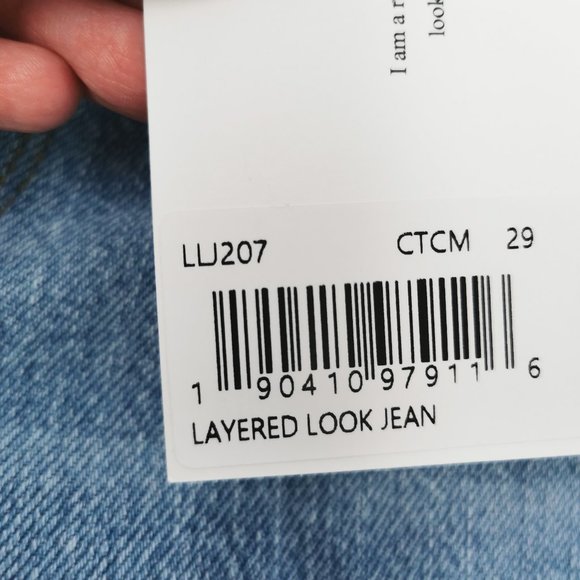 I am a
look
LLJ207 CTCM 29
1 90410 97911 6
LAYERED LOOK JEAN